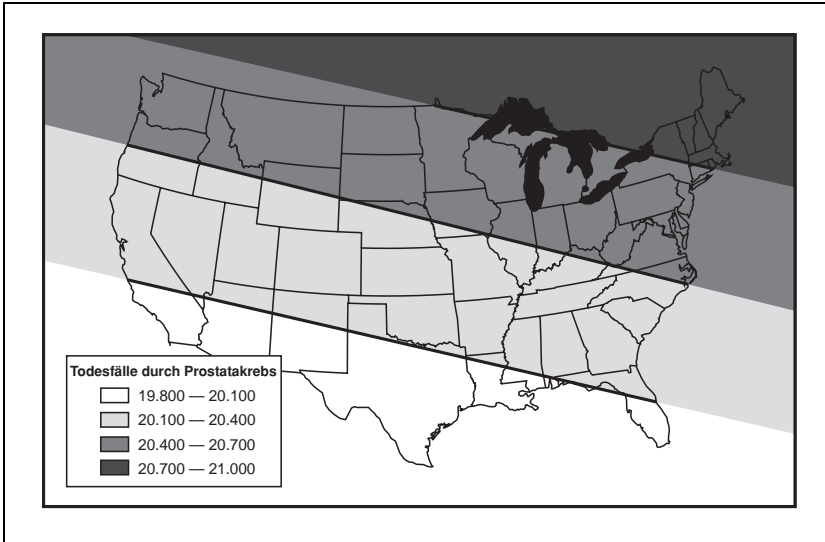 Todesfälle durch Prostatakrebs
19.800 — 20.100
20.100 — 20.400
20.400 — 20.700
20.700 — 21.000